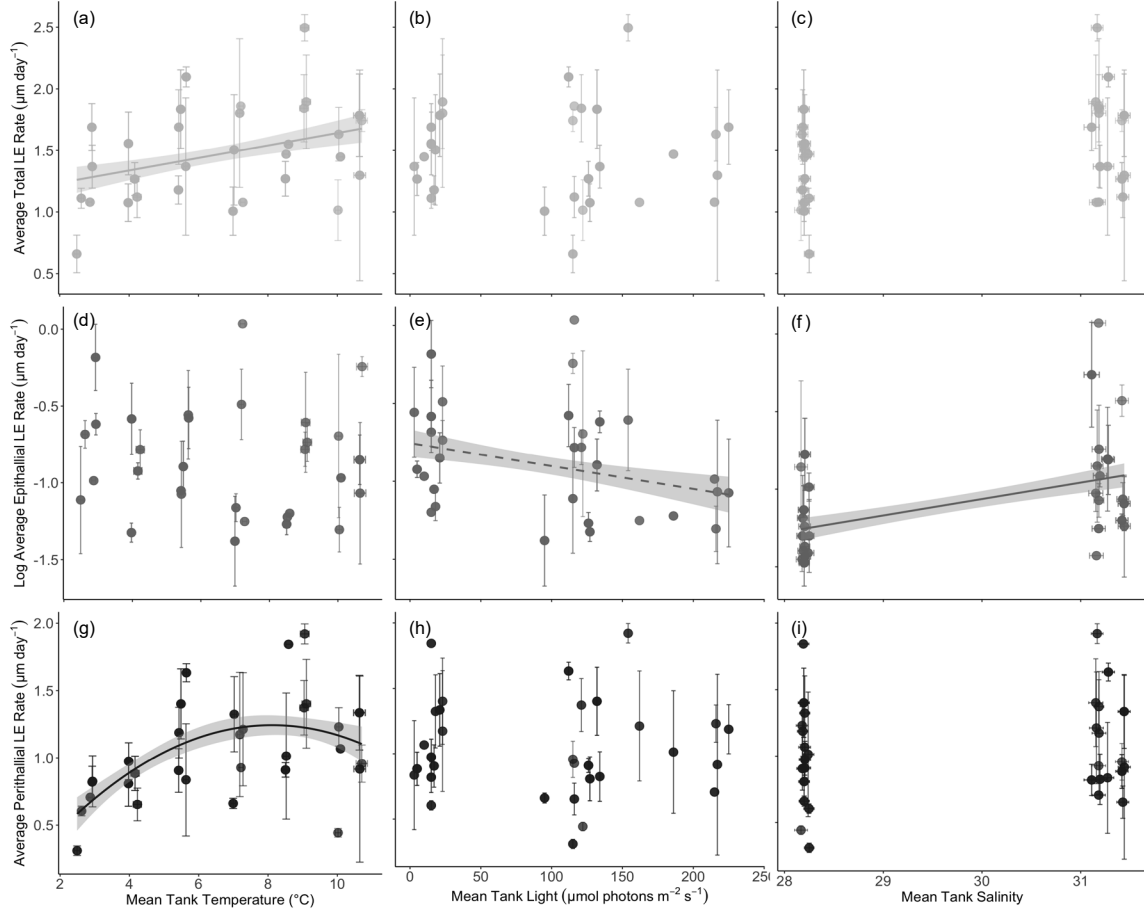 (a)
(b)
(c)
Average Total LE Rate (µm day⁻¹)
2.5
2.0
1.5
1.0
0.5
(d)
(e)
(f)
Log Average Epithallial LE Rate (µm day⁻¹)
0.0
−0.5
−1.0
−1.5
(g)
(h)
(i)
Average Perithallial LE Rate (µm day⁻¹)
2.0
1.5
1.0
0.5
2 4 6 8 10
0 50 100 150 200 25
28 29 30 31
Mean Tank Temperature (°C)
Mean Tank Light (µmol photons m⁻² s⁻¹)
Mean Tank Salinity